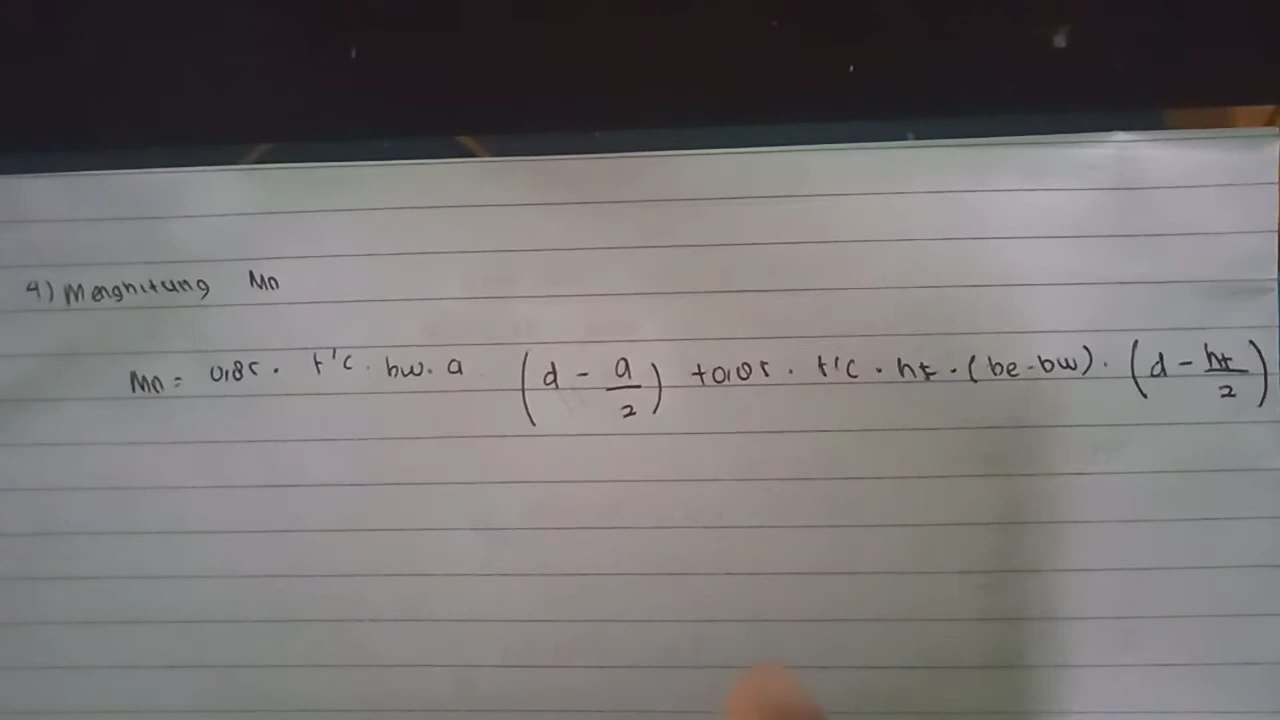 4) Menghitung Mn
Mn = 0,85 . f'c . bw . a (d - a/2) + 0,85 . f'c . hf . (be - bw) . (d - hf/2)